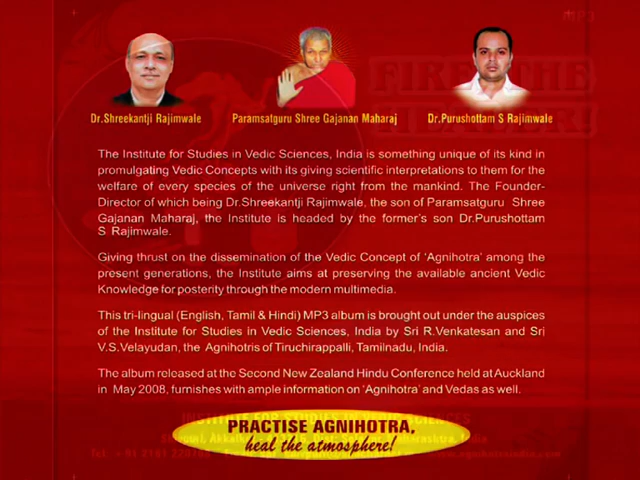 MP3
FIRE THE
Dr.Shreekantji Rajimwale
Paramsatguru Shree Gajanan Maharaj
Dr.Purushottam S Rajimwale
The Institute for Studies in Vedic Sciences, India is something unique of its kind in
promulgating Vedic Concepts with its giving scientific interpretations to them for the
welfare of every species of the universe right from the mankind. The Founder-
Director of which being Dr.Shreekantji Rajimwale, the son of Paramsatguru Shree
Gajanan Maharaj, the Institute is headed by the former's son Dr.Purushottam
S Rajimwale.
Giving thrust on the dissemination of the Vedic Concept of 'Agnihotra' among the
present generations, the Institute aims at preserving the available ancient Vedic
Knowledge for posterity through the modern multimedia.
This tri-lingual (English, Tamil & Hindi) MP3 album is brought out under the auspices
of the Institute for Studies in Vedic Sciences, India by Sri R.Venkatesan and Sri
V.S.Velayudan, the Agnihotris of Tiruchirappalli, Tamilnadu, India.
The album released at the Second New Zealand Hindu Conference held at Auckland
in May 2008, furnishes with ample information on 'Agnihotra' and Vedas as well.
INSTITUTE FOR STUDIES IN VEDIC SCIENCES
PRACTISE AGNIHOTRA,
heal the atmosphere!